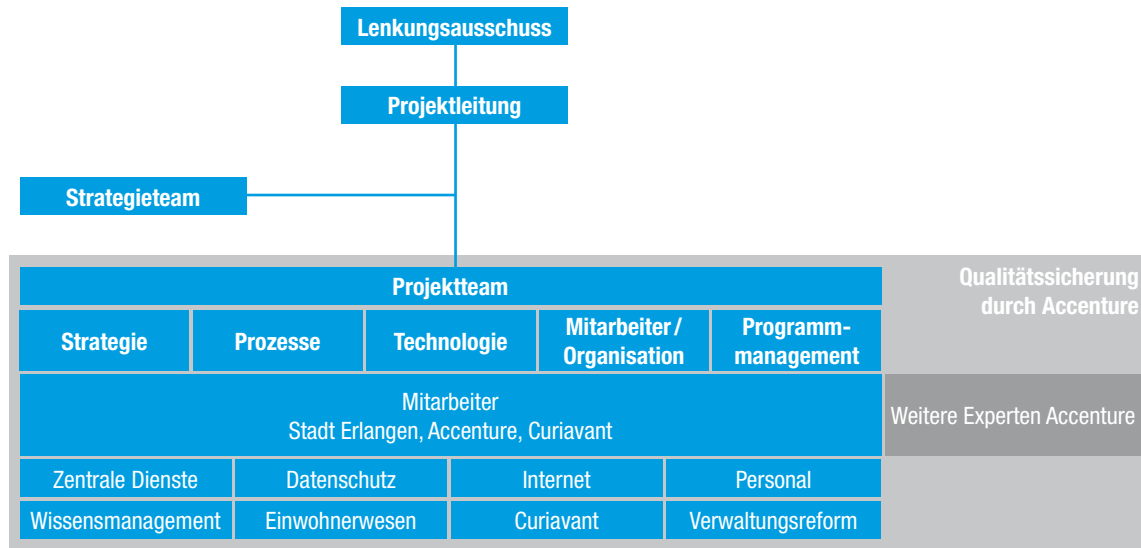 Lenkungsausschuss
Projektleitung
Strategieteam
Projektteam
Qualitätssicherung
durch Accenture
Strategie
Prozesse
Technologie
Mitarbeiter/
Organisation
Programm-
management
Mitarbeiter
Stadt Erlangen, Accenture, Curiavant
Weitere Experten Accenture
Zentrale Dienste
Datenschutz
Internet
Personal
Wissensmanagement
Einwohnerwesen
Curiavant
Verwaltungsreform